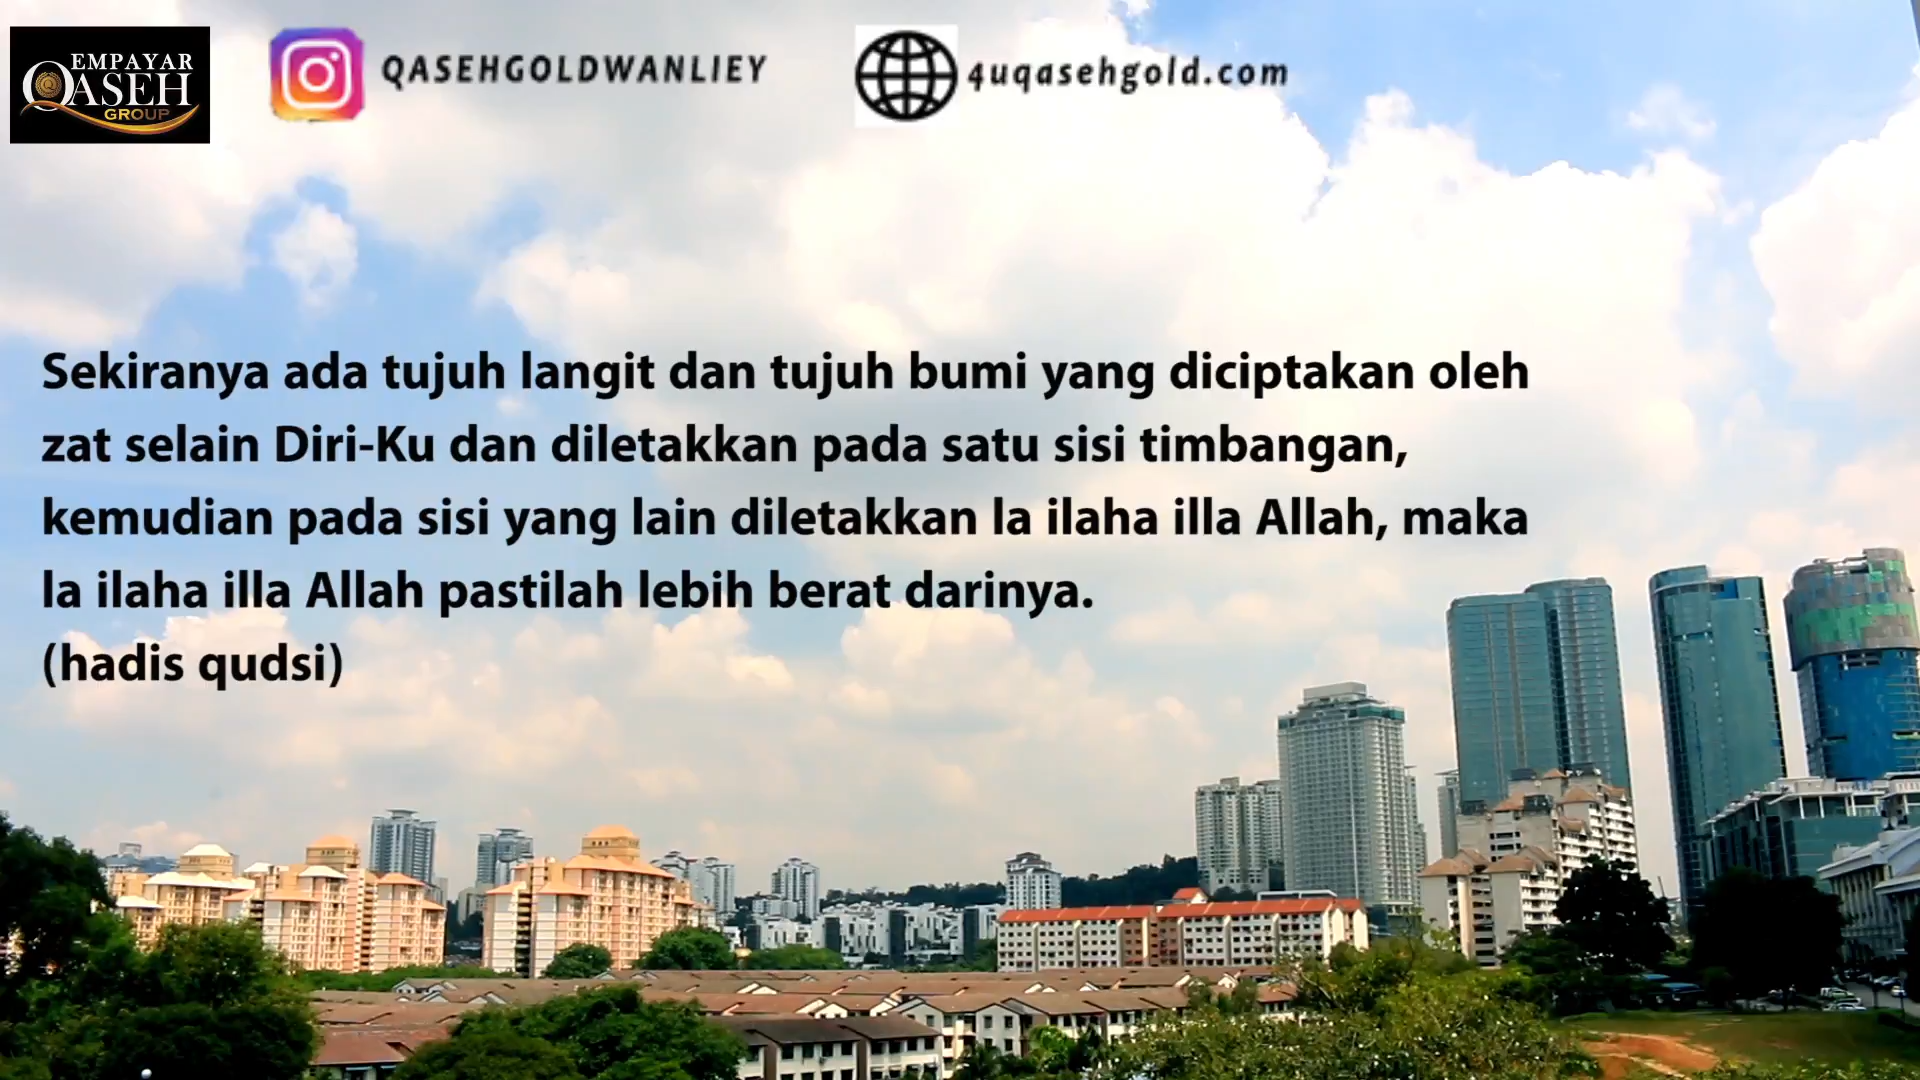 EMPAYAR
QASEH
GROUP
QASEHGOLDWANLIEY
4uqasehgold.com
Sekiranya ada tujuh langit dan tujuh bumi yang diciptakan oleh
zat selain Diri-Ku dan diletakkan pada satu sisi timbangan,
kemudian pada sisi yang lain diletakkan la ilaha illa Allah, maka
la ilaha illa Allah pastilah lebih berat darinya.
(hadis qudsi)